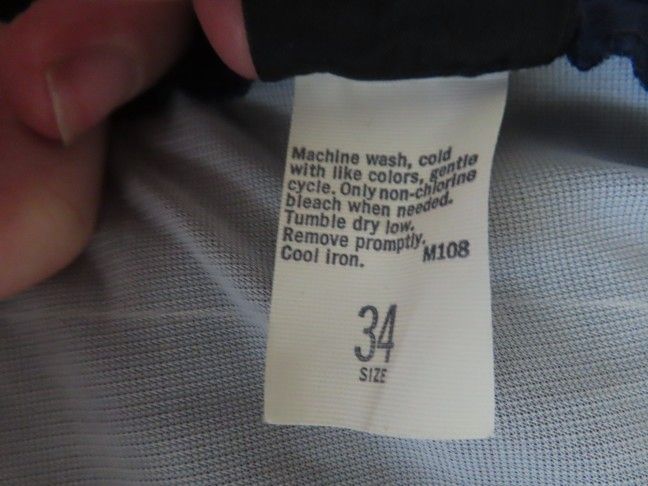 Machine wash, cold
with like colors, gentle
cycle. Only non-chlorine
bleach when needed.
Tumble dry low.
Remove promptly.
Cool iron. M108
34
SIZE